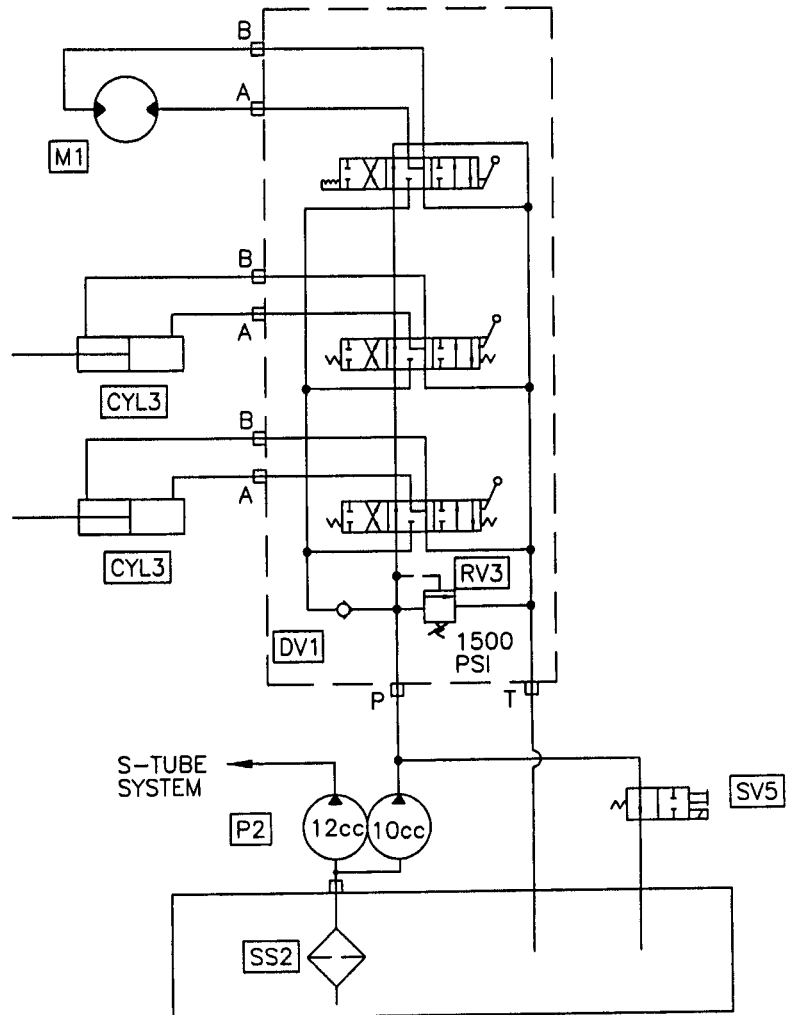 B
A
M1
B
A
CYL3
B
A
CYL3
RV3
1500
PSI
DV1
P
T
S-TUBE
SYSTEM
SV5
P2
12cc
10cc
SS2